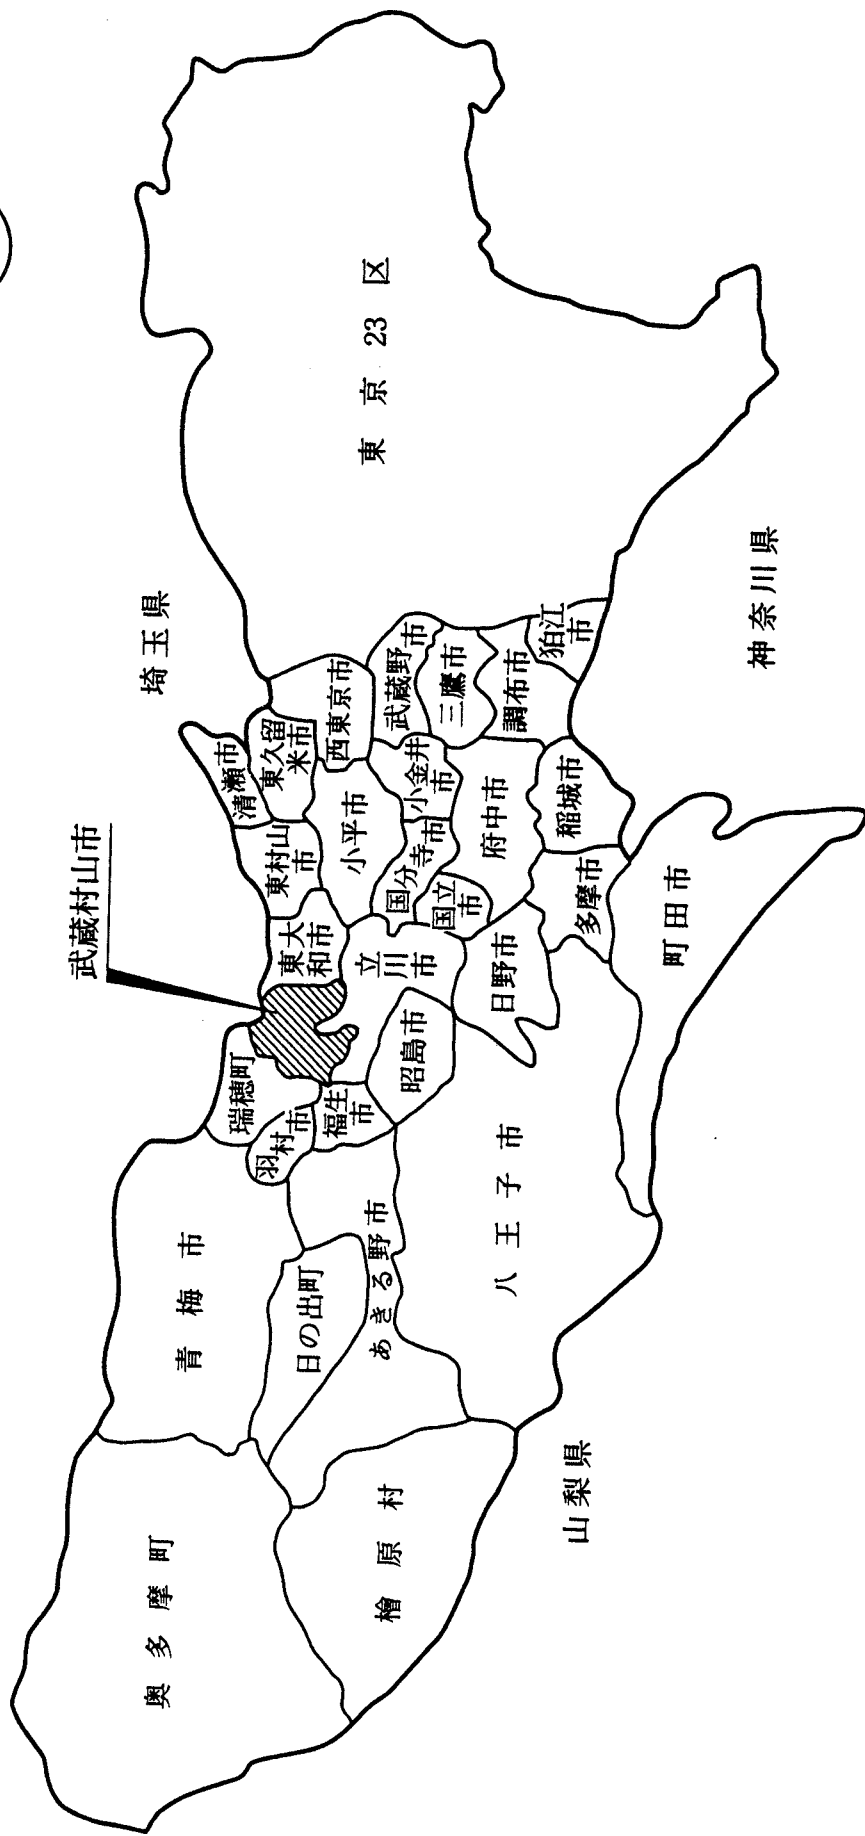 埼玉県
武蔵村山市
奥多摩町
青梅市
瑞穂町
羽村市
福生市
日の出町
あきる野市
檜原村
八王子市
昭島市
立川市
東大
和市
東村山
市
清瀬市
東久留
米市
西東京市
小平市
国分寺市
国立
市
小金井
市
武蔵野
市
三鷹市
調布市
狛江
市
府中市
稲城市
多摩市
日野市
町田市
東京23区
山梨県
神奈川県